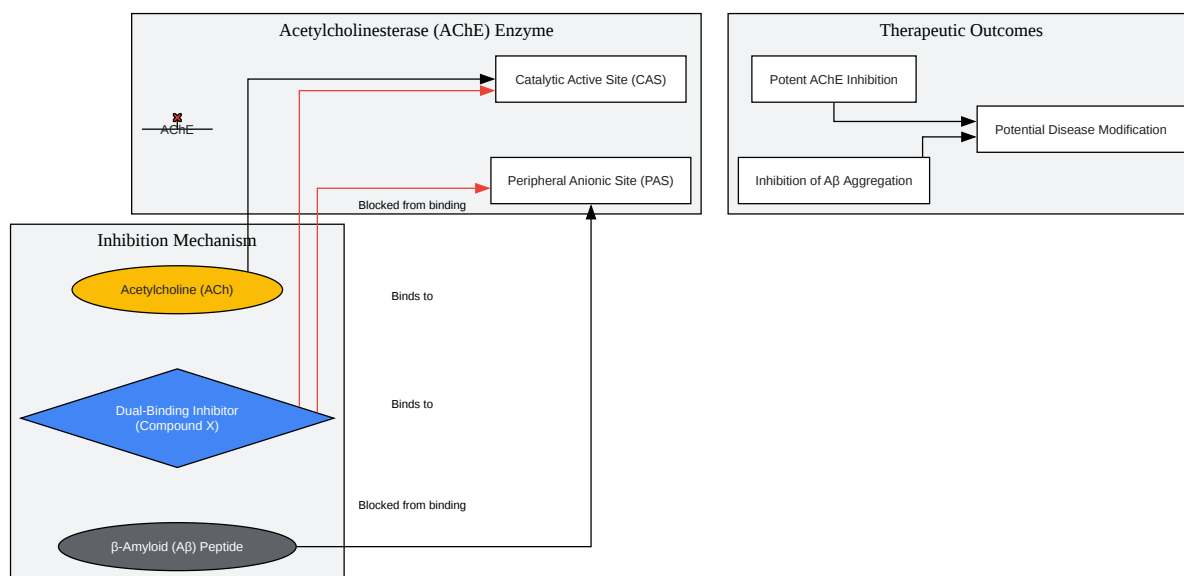 Acetylcholinesterase (AChE) Enzyme
Catalytic Active Site (CAS)
AChE
Peripheral Anionic Site (PAS)
Blocked from binding
Therapeutic Outcomes
Potent AChE Inhibition
Potential Disease Modification
Inhibition of Aβ Aggregation
Inhibition Mechanism
Acetylcholine (ACh)
Binds to
Dual-Binding Inhibitor
(Compound X)
Binds to
Blocked from binding
β-Amyloid (Aβ) Peptide